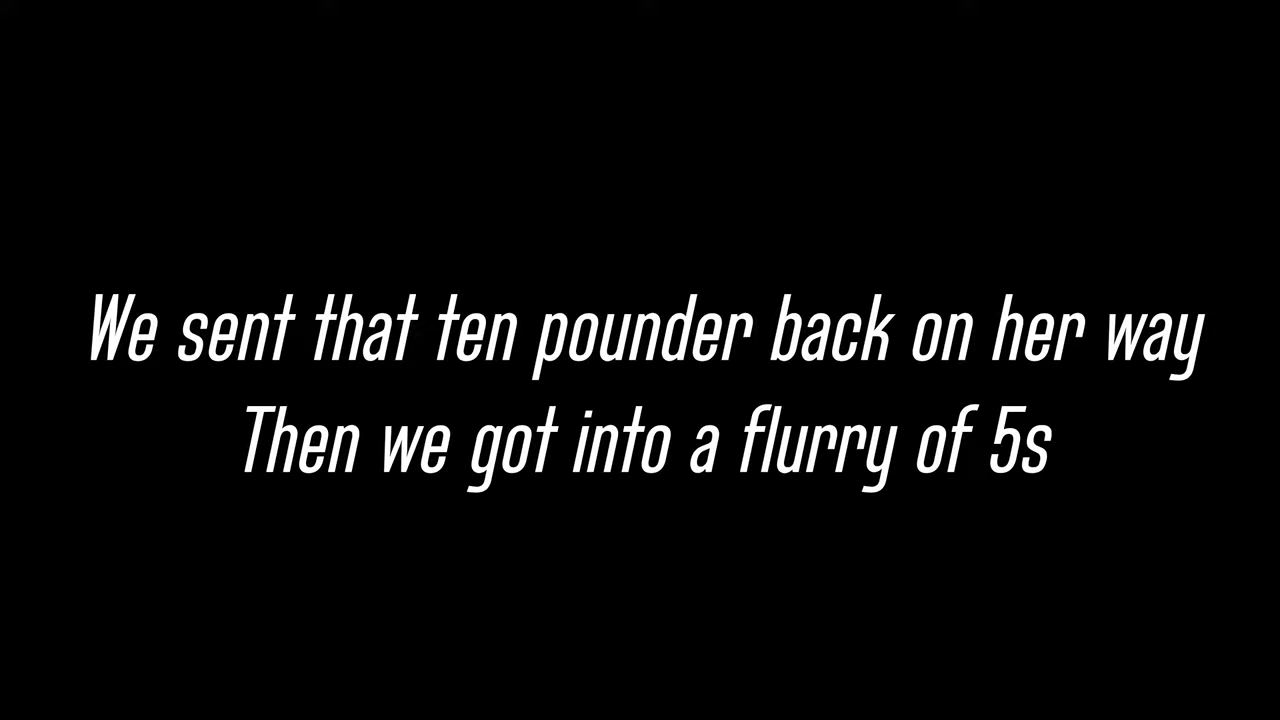 We sent that ten pounder back on her way
Then we got into a flurry of 5s